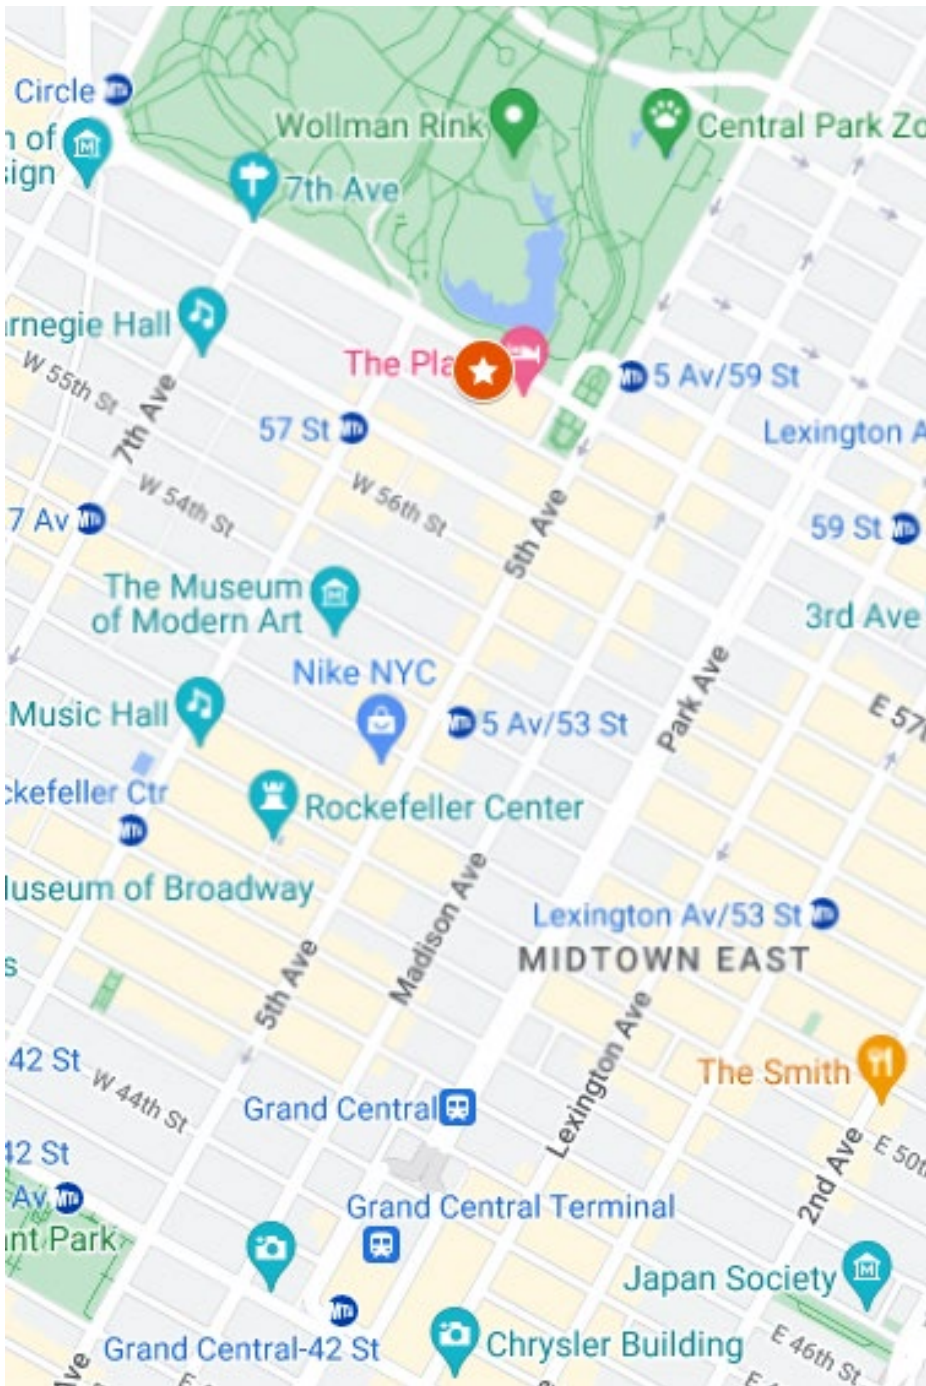 Circle
Wollman Rink
Central Park Zo
n of
sign
7th Ave
rnegie Hall
W 55th St
The Pla
5 Av/59 St
7th Ave
57 St
Lexington A
W 54th St
W 56th St
7 Av
5th Ave
59 St
The Museum
of Modern Art
3rd Ave
Nike NYC
Park Ave
E 57t
Music Hall
5 Av/53 St
ckefeller Ctr
Rockefeller Center
useum of Broadway
Madison Ave
Lexington Av/53 St
MIDTOWN EAST
s
5th Ave
Lexington Ave
42 St
The Smith
W 44th St
Grand Central
2nd Ave
E 50t
42 St
Av
Grand Central Terminal
ant Park
Japan Society
Grand Central-42 St
Chrysler Building
E 46th St
Ave